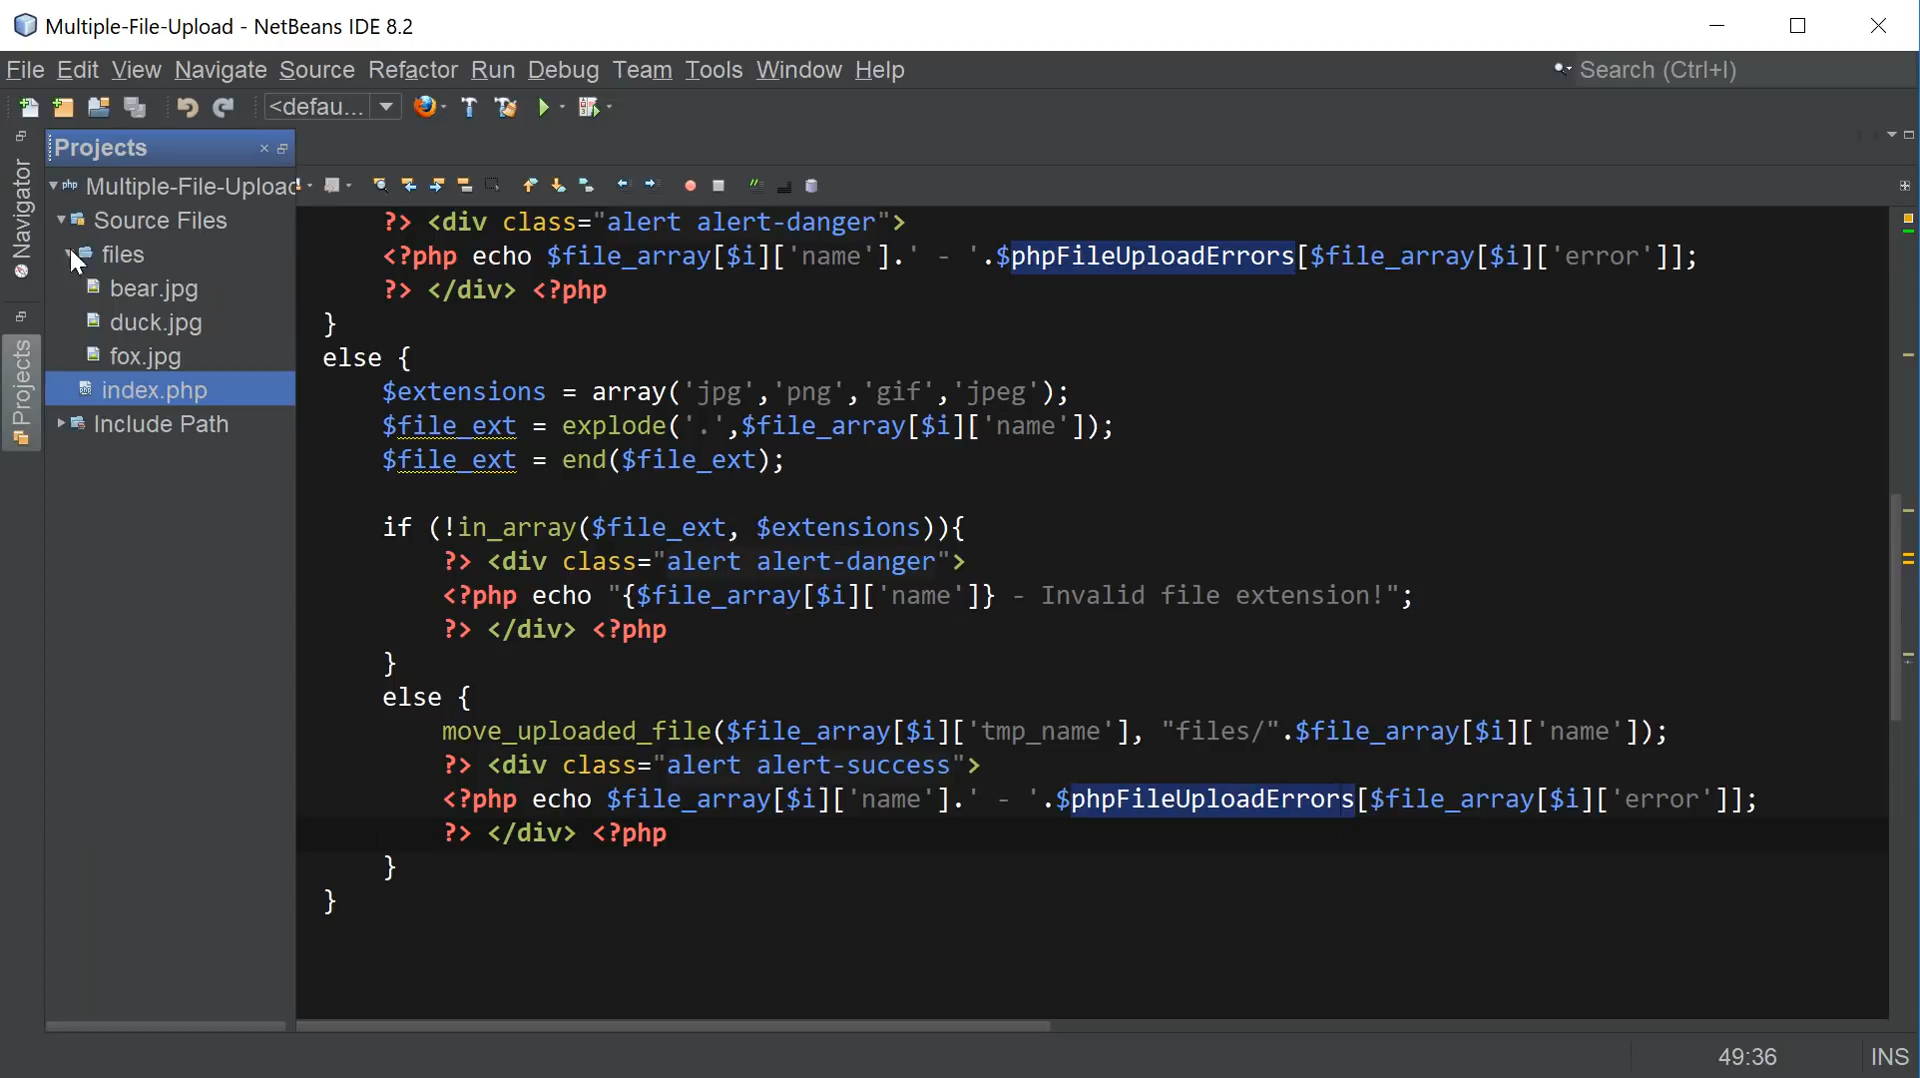 Multiple-File-Upload - NetBeans IDE 8.2
File Edit View Navigate Source Refactor Run Debug Team Tools Window Help
Search (Ctrl+I)
<defau...
Navigator
Projects
Projects
php Multiple-File-Upload
Source Files
files
bear.jpg
duck.jpg
fox.jpg
index.php
Include Path
?> <div class="alert alert-danger">
<?php echo $file_array[$i]['name'].' - '.$phpFileUploadErrors[$file_array[$i]['error']];
?> </div> <?php
}
else {
$extensions = array('jpg','png','gif','jpeg');
$file_ext = explode('.',$file_array[$i]['name']);
$file_ext = end($file_ext);
if (!in_array($file_ext, $extensions)){
?> <div class="alert alert-danger">
<?php echo "{$file_array[$i]['name']} - Invalid file extension!";
?> </div> <?php
}
else {
move_uploaded_file($file_array[$i]['tmp_name'], "files/".$file_array[$i]['name']);
?> <div class="alert alert-success">
<?php echo $file_array[$i]['name'].' - '.$phpFileUploadErrors[$file_array[$i]['error']];
?> </div> <?php
}
}
49:36
INS